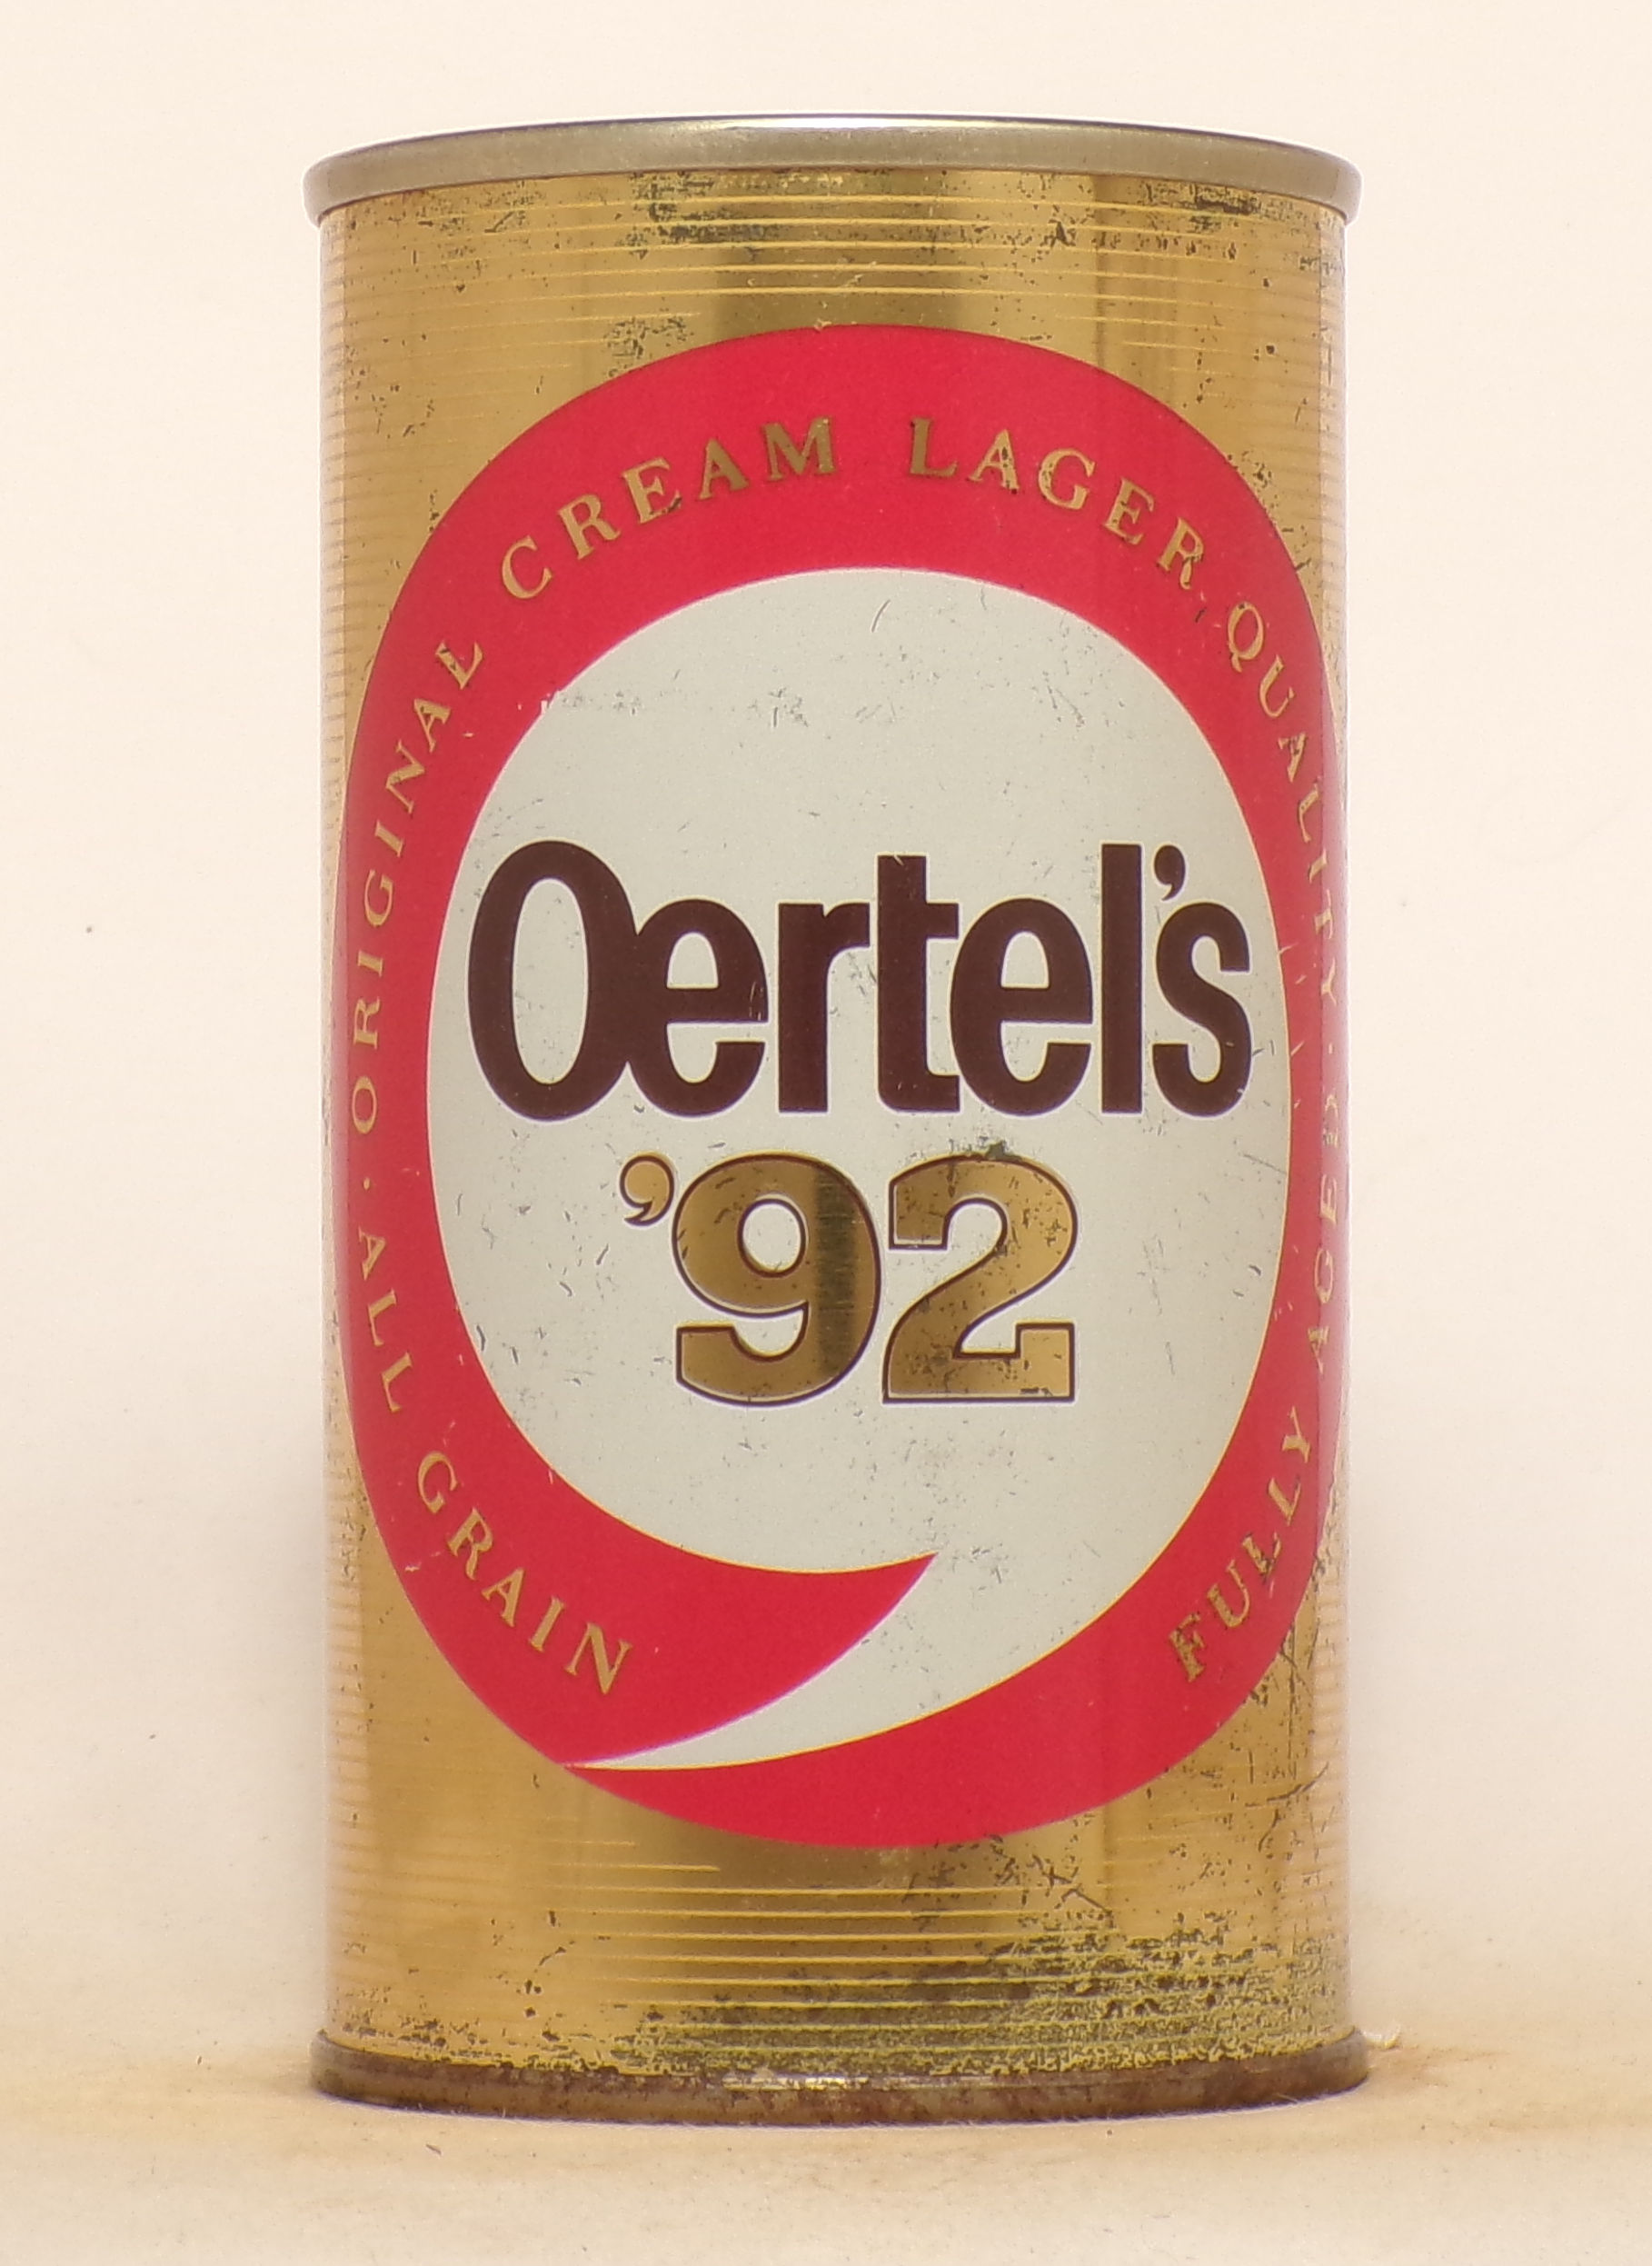 ALL GRAIN · ORIGINAL CREAM LAGER QUALITY ·
FULLY AGED
Oertel's
'92